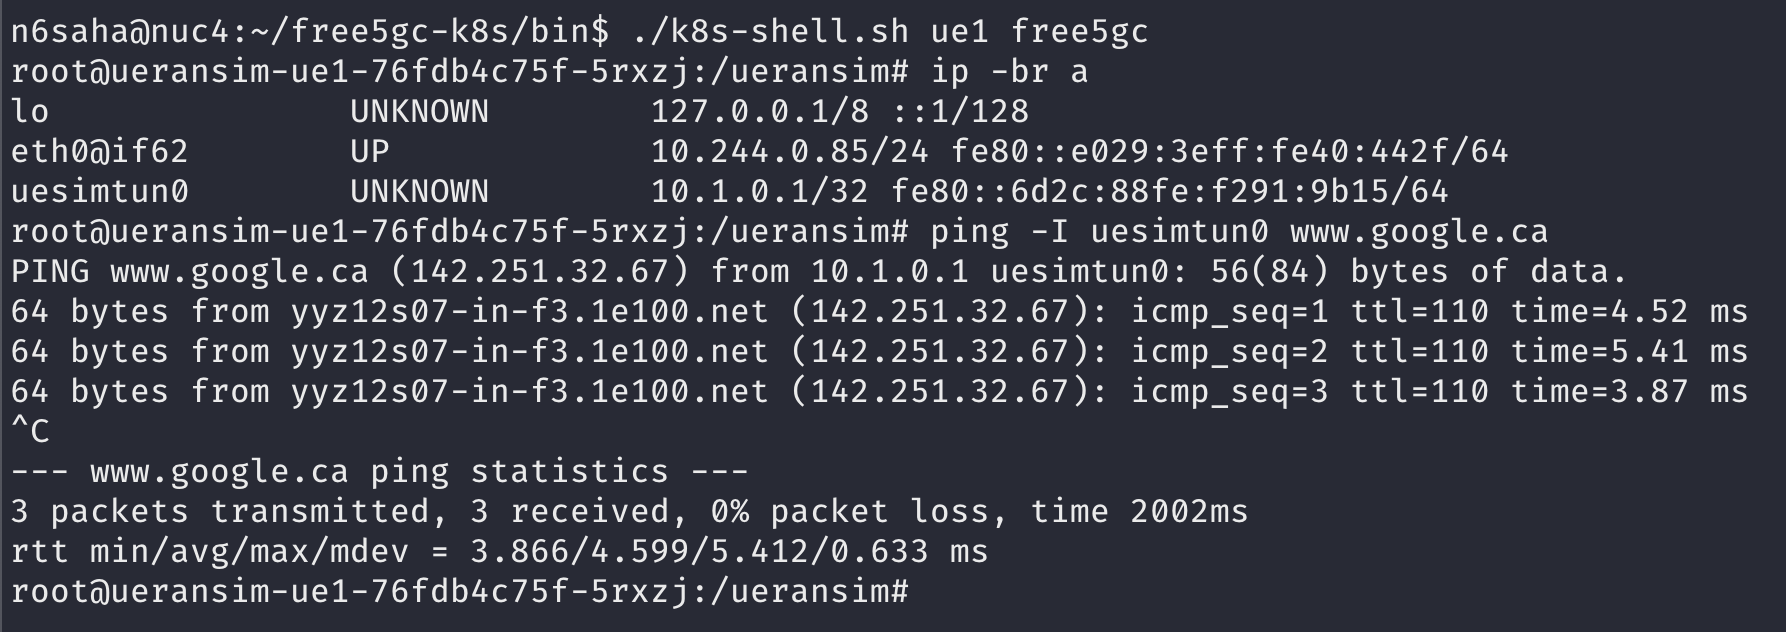 n6saha@nuc4:~/free5gc-k8s/bin$ ./k8s-shell.sh ue1 free5gc
root@ueransim-ue1-76fdb4c75f-5rxzj:/ueransim# ip -br a
lo               UNKNOWN        127.0.0.1/8 ::1/128
eth0@if62        UP             10.244.0.85/24 fe80::e029:3eff:fe40:442f/64
uesimtun0        UNKNOWN        10.1.0.1/32 fe80::6d2c:88fe:f291:9b15/64
root@ueransim-ue1-76fdb4c75f-5rxzj:/ueransim# ping -I uesimtun0 www.google.ca
PING www.google.ca (142.251.32.67) from 10.1.0.1 uesimtun0: 56(84) bytes of data.
64 bytes from yyz12s07-in-f3.1e100.net (142.251.32.67): icmp_seq=1 ttl=110 time=4.52 ms
64 bytes from yyz12s07-in-f3.1e100.net (142.251.32.67): icmp_seq=2 ttl=110 time=5.41 ms
64 bytes from yyz12s07-in-f3.1e100.net (142.251.32.67): icmp_seq=3 ttl=110 time=3.87 ms
^C
--- www.google.ca ping statistics ---
3 packets transmitted, 3 received, 0% packet loss, time 2002ms
rtt min/avg/max/mdev = 3.866/4.599/5.412/0.633 ms
root@ueransim-ue1-76fdb4c75f-5rxzj:/ueransim#